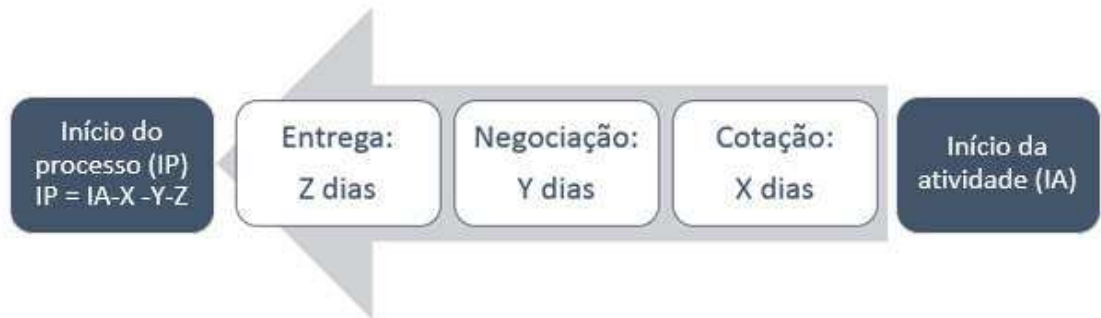 Início do
processo (IP)
IP = IA-X -Y-Z
Entrega:
Z dias
Negociação:
Y dias
Cotação:
X dias
Início da
atividade (IA)